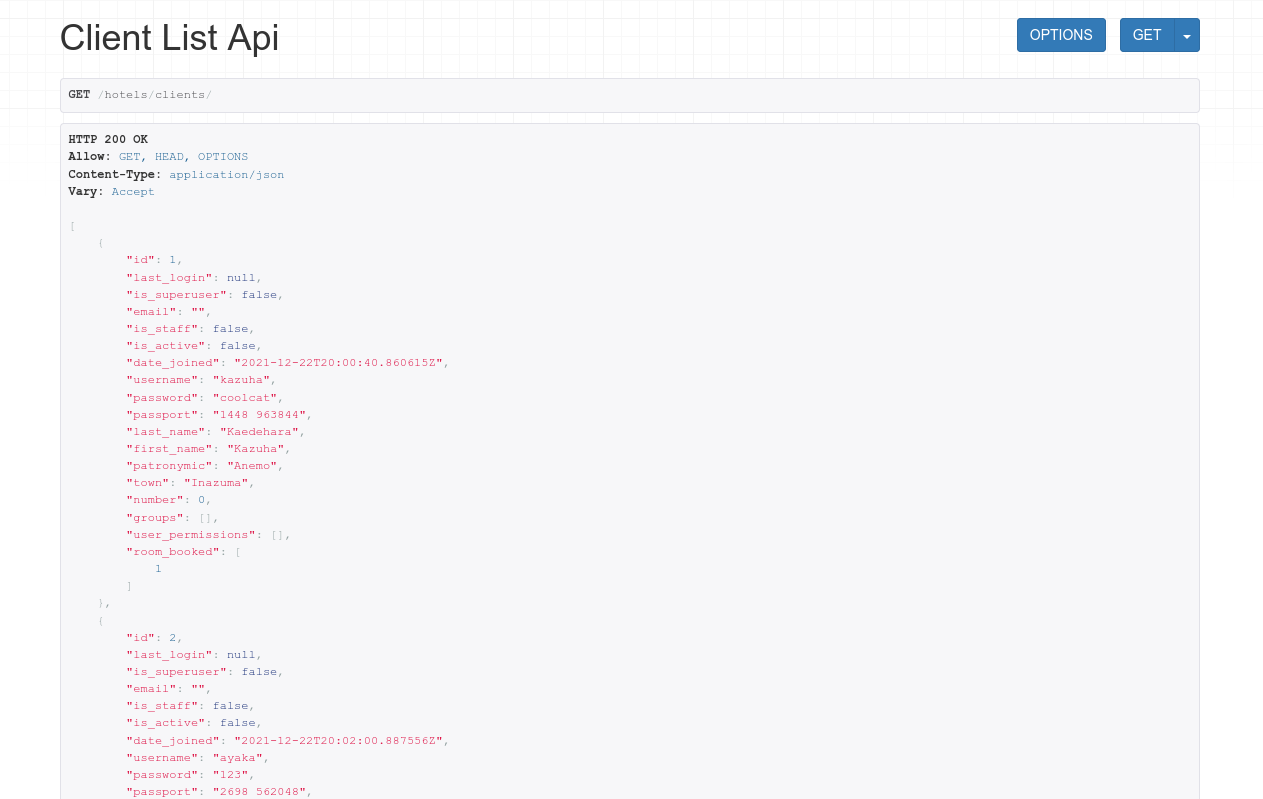 Client List Api
OPTIONS
GET
GET /hotels/clients/
HTTP 200 OK
Allow: GET, HEAD, OPTIONS
Content-Type: application/json
Vary: Accept
[
    {
        "id": 1,
        "last_login": null,
        "is_superuser": false,
        "email": "",
        "is_staff": false,
        "is_active": false,
        "date_joined": "2021-12-22T20:00:40.860615Z",
        "username": "kazuha",
        "password": "coolcat",
        "passport": "1448 963844",
        "last_name": "Kaedehara",
        "first_name": "Kazuha",
        "patronymic": "Anemo",
        "town": "Inazuma",
        "number": 0,
        "groups": [],
        "user_permissions": [],
        "room_booked": [
            1
        ]
    },
    {
        "id": 2,
        "last_login": null,
        "is_superuser": false,
        "email": "",
        "is_staff": false,
        "is_active": false,
        "date_joined": "2021-12-22T20:02:00.887556Z",
        "username": "ayaka",
        "password": "123",
        "passport": "2698 562048",